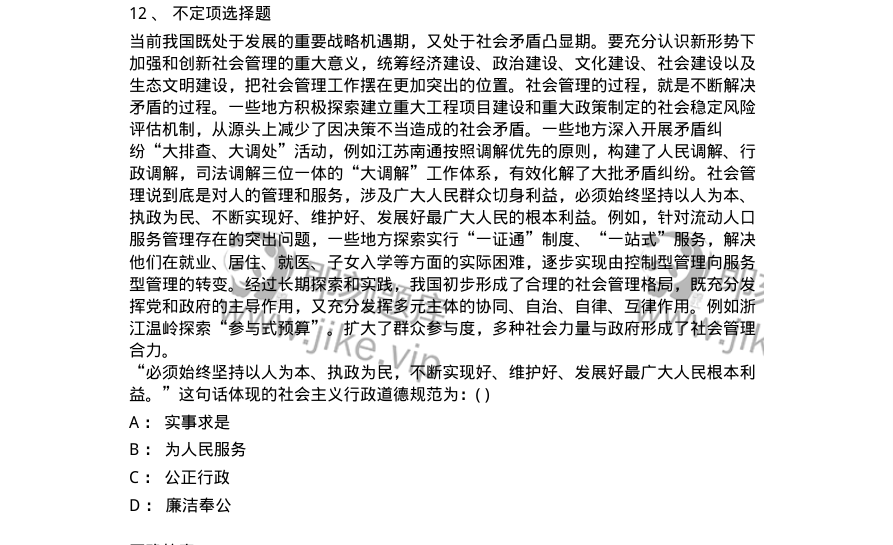 12 、 不定项选择题
当前我国既处于发展的重要战略机遇期，又处于社会矛盾凸显期。要充分认识新形势下
加强和创新社会管理的重大意义，统筹经济建设、政治建设、文化建设、社会建设以及
生态文明建设，把社会管理工作摆在更加突出的位置。社会管理的过程，就是不断解决
矛盾的过程。一些地方积极探索建立重大工程项目建设和重大政策制定的社会稳定风险
评估机制，从源头上减少了因决策不当造成的社会矛盾。一些地方深入开展矛盾纠
纷“大排查、大调处”活动，例如江苏南通按照调解优先的原则，构建了人民调解、行
政调解，司法调解三位一体的“大调解”工作体系，有效化解了大批矛盾纠纷。社会管
理说到底是对人的管理和服务，涉及广大人民群众切身利益，必须始终坚持以人为本、
执政为民、不断实现好、维护好、发展好最广大人民的根本利益。例如，针对流动人口
服务管理存在的突出问题，一些地方探索实行“一证通”制度、“一站式”服务，解决
他们在就业、居住、就医、子女入学等方面的实际困难，逐步实现由控制型管理向服务
型管理的转变。经过长期探索和实践，我国初步形成了合理的社会管理格局，既充分发
挥党和政府的主导作用，又充分发挥多元主体的协同、自治、自律、互律作用。例如浙
江温岭探索“参与式预算”。扩大了群众参与度，多种社会力量与政府形成了社会管理
合力。
“必须始终坚持以人为本、执政为民，不断实现好、维护好、发展好最广大人民根本利
益。”这句话体现的社会主义行政道德规范为：( )
A ： 实事求是
B ： 为人民服务
C ： 公正行政
D ： 廉洁奉公
即刻题库
www.jike.vip